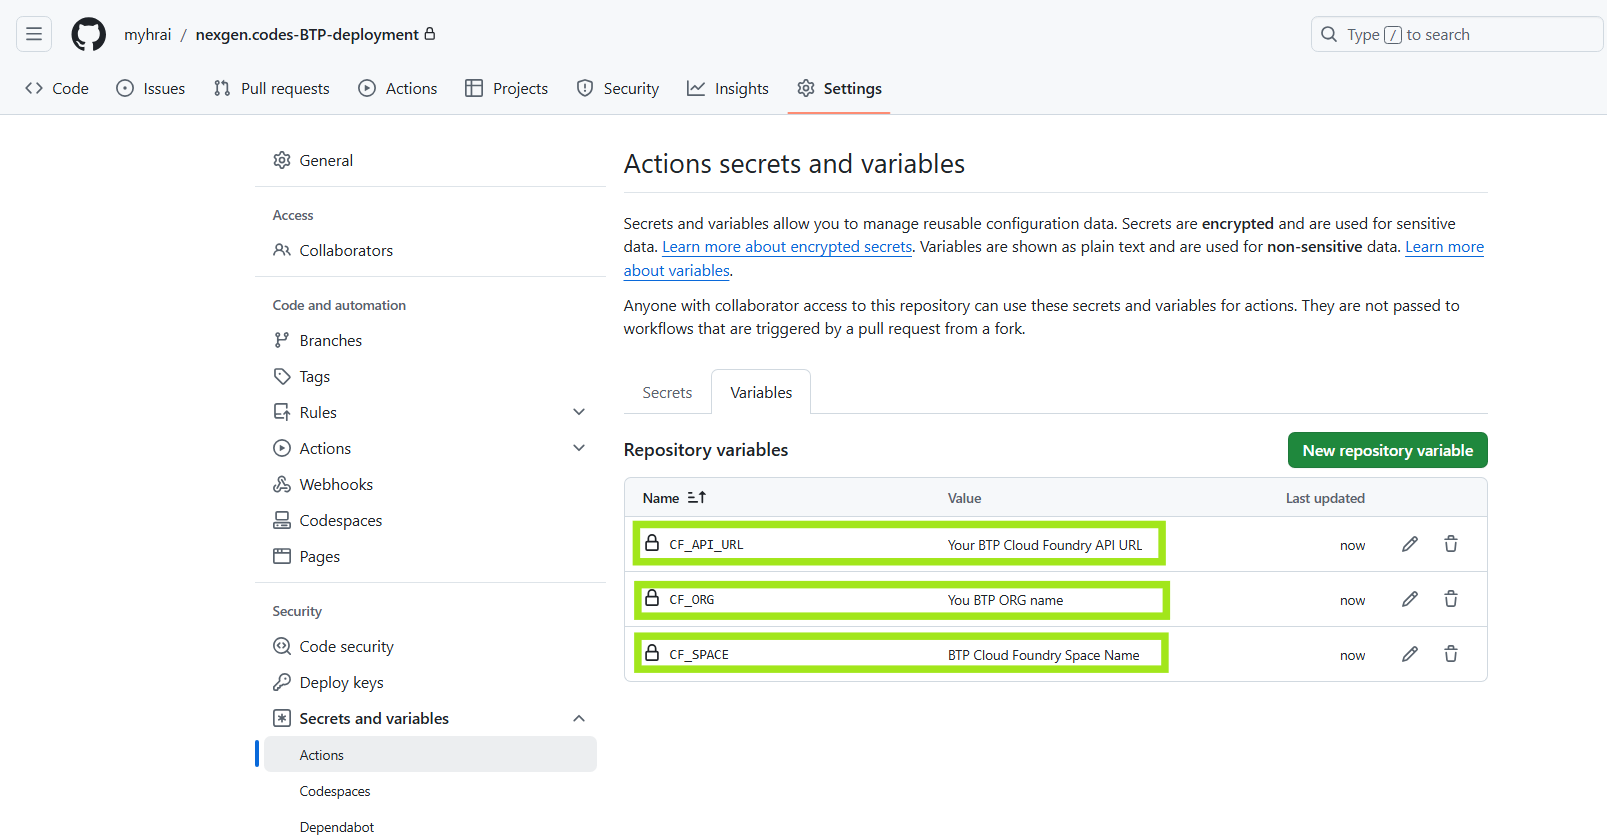 myhrai / nexgen.codes-BTP-deployment
Type / to search
Code
Issues
Pull requests
Actions
Projects
Security
Insights
Settings
General
Access
Collaborators
Code and automation
Branches
Tags
Rules
Actions
Webhooks
Codespaces
Pages
Security
Code security
Deploy keys
Secrets and variables
Actions
Codespaces
Dependabot
Actions secrets and variables
Secrets and variables allow you to manage reusable configuration data. Secrets are encrypted and are used for sensitive
data. Learn more about encrypted secrets. Variables are shown as plain text and are used for non-sensitive data. Learn more
about variables.
Anyone with collaborator access to this repository can use these secrets and variables for actions. They are not passed to
workflows that are triggered by a pull request from a fork.
Secrets
Variables
Repository variables
New repository variable
Name Value Last updated
CF_API_URL Your BTP Cloud Foundry API URL now
CF_ORG You BTP ORG name now
CF_SPACE BTP Cloud Foundry Space Name now